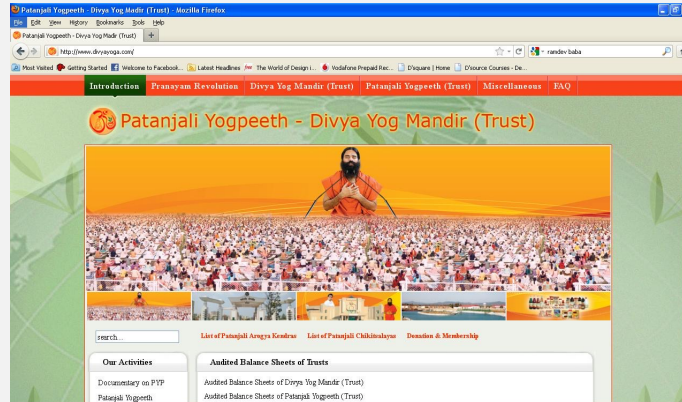 Patanjali Yogpeeth - Divya Yog Madir (Trust) - Mozilla Firefox
File Edit View History Bookmarks Tools Help
Patanjali Yogpeeth - Divya Yog Madir (Trust) +
http://www.divyayoga.com/ ramdev baba
Most Visited Getting Started Welcome to Facebook... Latest Headlines The World of Design i... Vodafone Prepaid Rec... D'square | Home D'source Courses - De...
Introduction Pranayam Revolution Divya Yog Mandir (Trust) Patanjali Yogpeeth (Trust) Miscellaneous FAQ
Patanjali Yogpeeth - Divya Yog Mandir (Trust)
search... List of Patanjali Arogya Kendras List of Patanjali Chikitsalayas Donation & Membership
Our Activities Audited Balance Sheets of Trusts
Documentary on PYP Audited Balance Sheets of Divya Yog Mandir (Trust)
Patanjali Yogpeeth Audited Balance Sheets of Patanjali Yogpeeth (Trust)